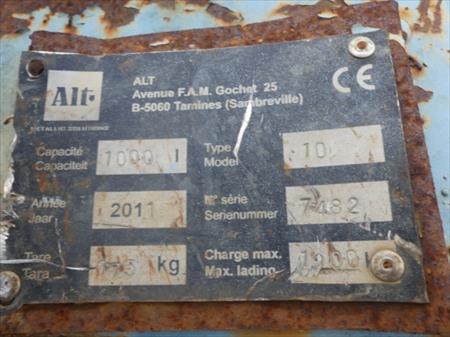 Alt.
ALT
Avenue F.A.M. Gochet 25
B-5060 Tamines (Sambreville)
CE
Capacité
Capaciteit
1000 l
Type
Model
10
Année
Jaar
2011
N° série
Serienummer
7482
Tare
Tara
kg
Charge max.
Max. lading